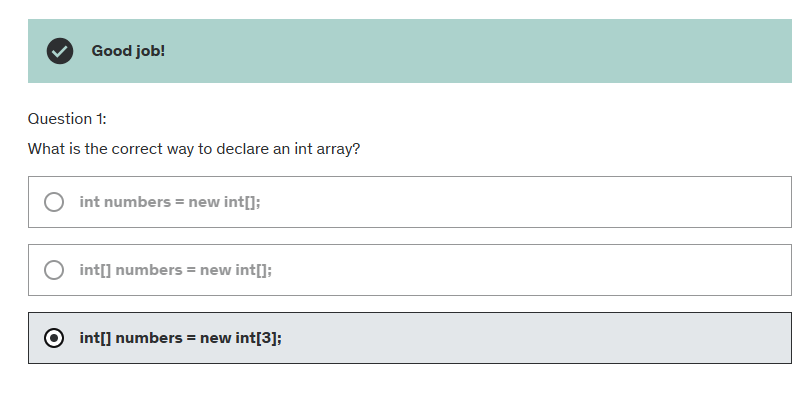 Good job!
Question 1:
What is the correct way to declare an int array?
int numbers = new int[];
int[] numbers = new int[];
int[] numbers = new int[3];